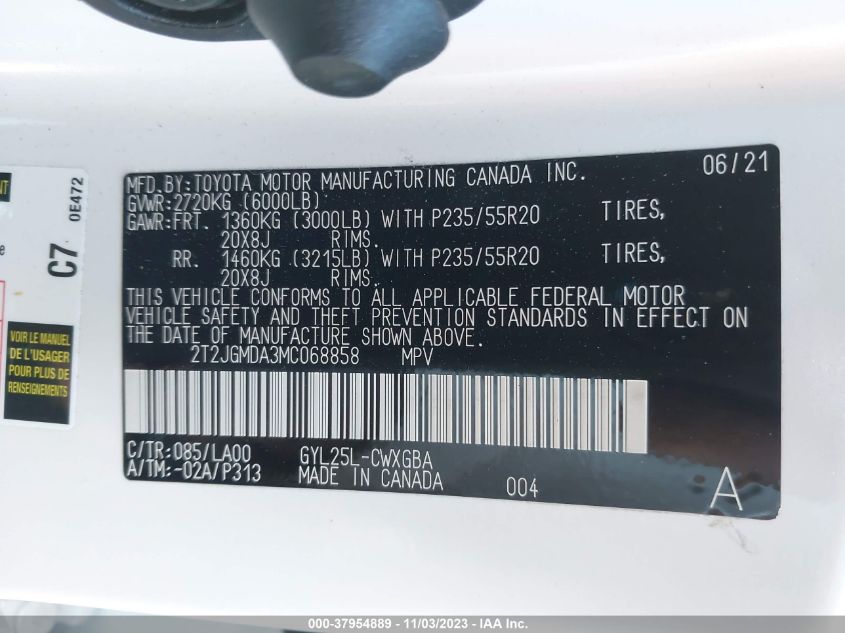 MFD.BY:TOYOTA MOTOR MANUFACTURING CANADA INC. 06/21
GVWR:2720KG (6000LB)
GAWR:FRT. 1360KG (3000LB) WITH P235/55R20 TIRES,
20X8J RIMS.
RR. 1460KG (3215LB) WITH P235/55R20 TIRES,
20X8J RIMS.
THIS VEHICLE CONFORMS TO ALL APPLICABLE FEDERAL MOTOR
VEHICLE SAFETY AND THEFT PREVENTION STANDARDS IN EFFECT ON
THE DATE OF MANUFACTURE SHOWN ABOVE.
2T2JGMDA3MC068858 MPV
C/TR:085/LA00 GYL25L-CWXGBA
A/TM:-02A/P313 MADE IN CANADA 004 A
C7 0E472
VOIR LE MANUEL
DE L'USAGER
POUR PLUS DE
RENSEIGNEMENTS
000-37954889 - 11/03/2023 - IAA Inc.